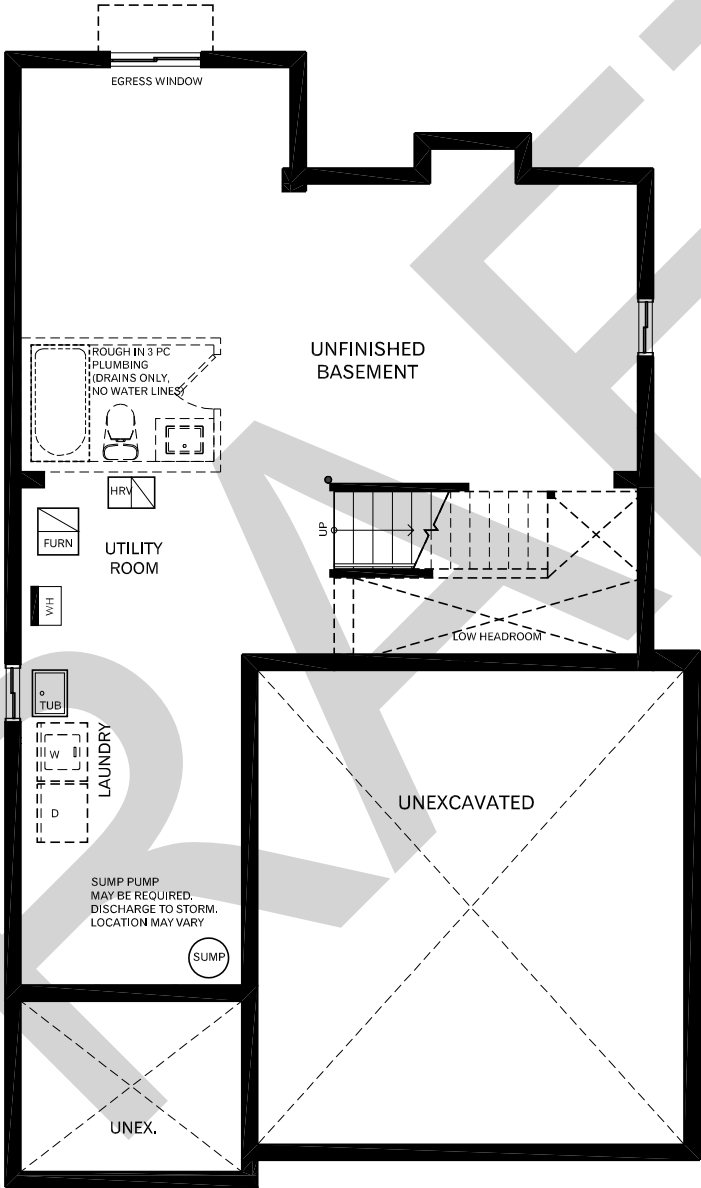 EGRESS WINDOW
ROUGH IN 3 PC
PLUMBING
(DRAINS ONLY,
NO WATER LINES)
UNFINISHED
BASEMENT
HRV
FURN
UTILITY
ROOM
UP
WH
LOW HEADROOM
TUB
W
LAUNDRY
D
UNEXCAVATED
SUMP PUMP
MAY BE REQUIRED.
DISCHARGE TO STORM.
LOCATION MAY VARY
SUMP
UNEX.